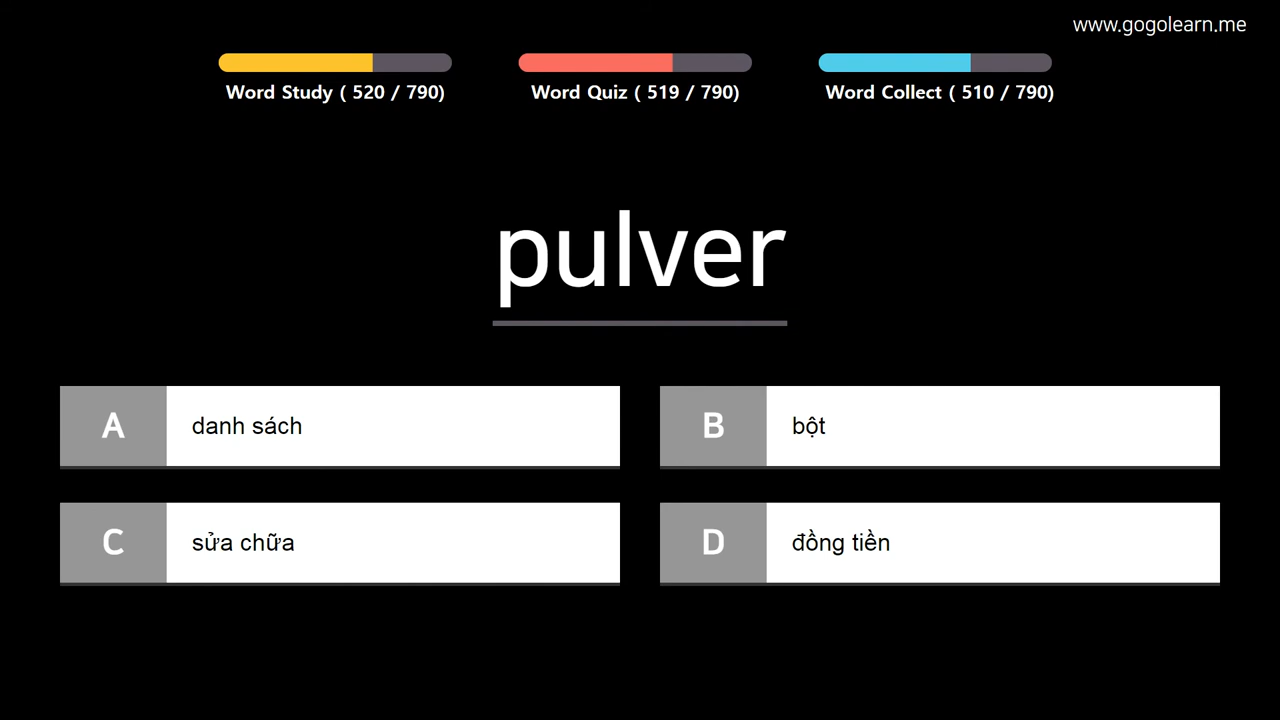 www.gogolearn.me
Word Study ( 520 / 790)
Word Quiz ( 519 / 790)
Word Collect ( 510 / 790)
pulver
A
danh sách
B
bột
C
sửa chữa
D
đồng tiền